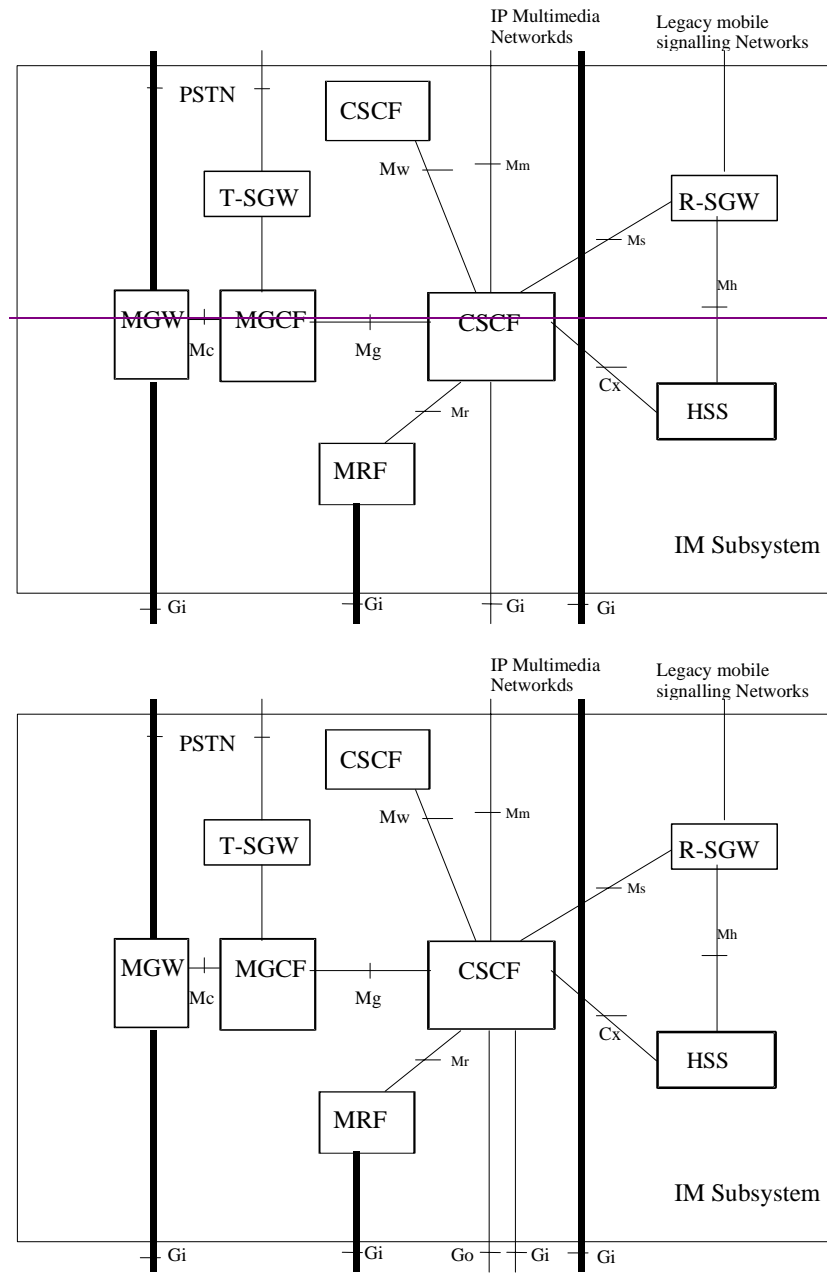 IP Multimedia
Networkds
Legacy mobile
signalling Networks
PSTN
CSCF
Mw
Mm
T-SGW
R-SGW
Ms
Mh
MGW
MGCF
CSCF
Mc
Mg
Cx
Mr
HSS
MRF
IM Subsystem
Gi
Gi
Gi
Gi
IP Multimedia
Networkds
Legacy mobile
signalling Networks
PSTN
CSCF
Mw
Mm
T-SGW
R-SGW
Ms
Mh
MGW
MGCF
CSCF
Mc
Mg
Cx
Mr
HSS
MRF
IM Subsystem
Gi
Gi
Go
Gi
Gi